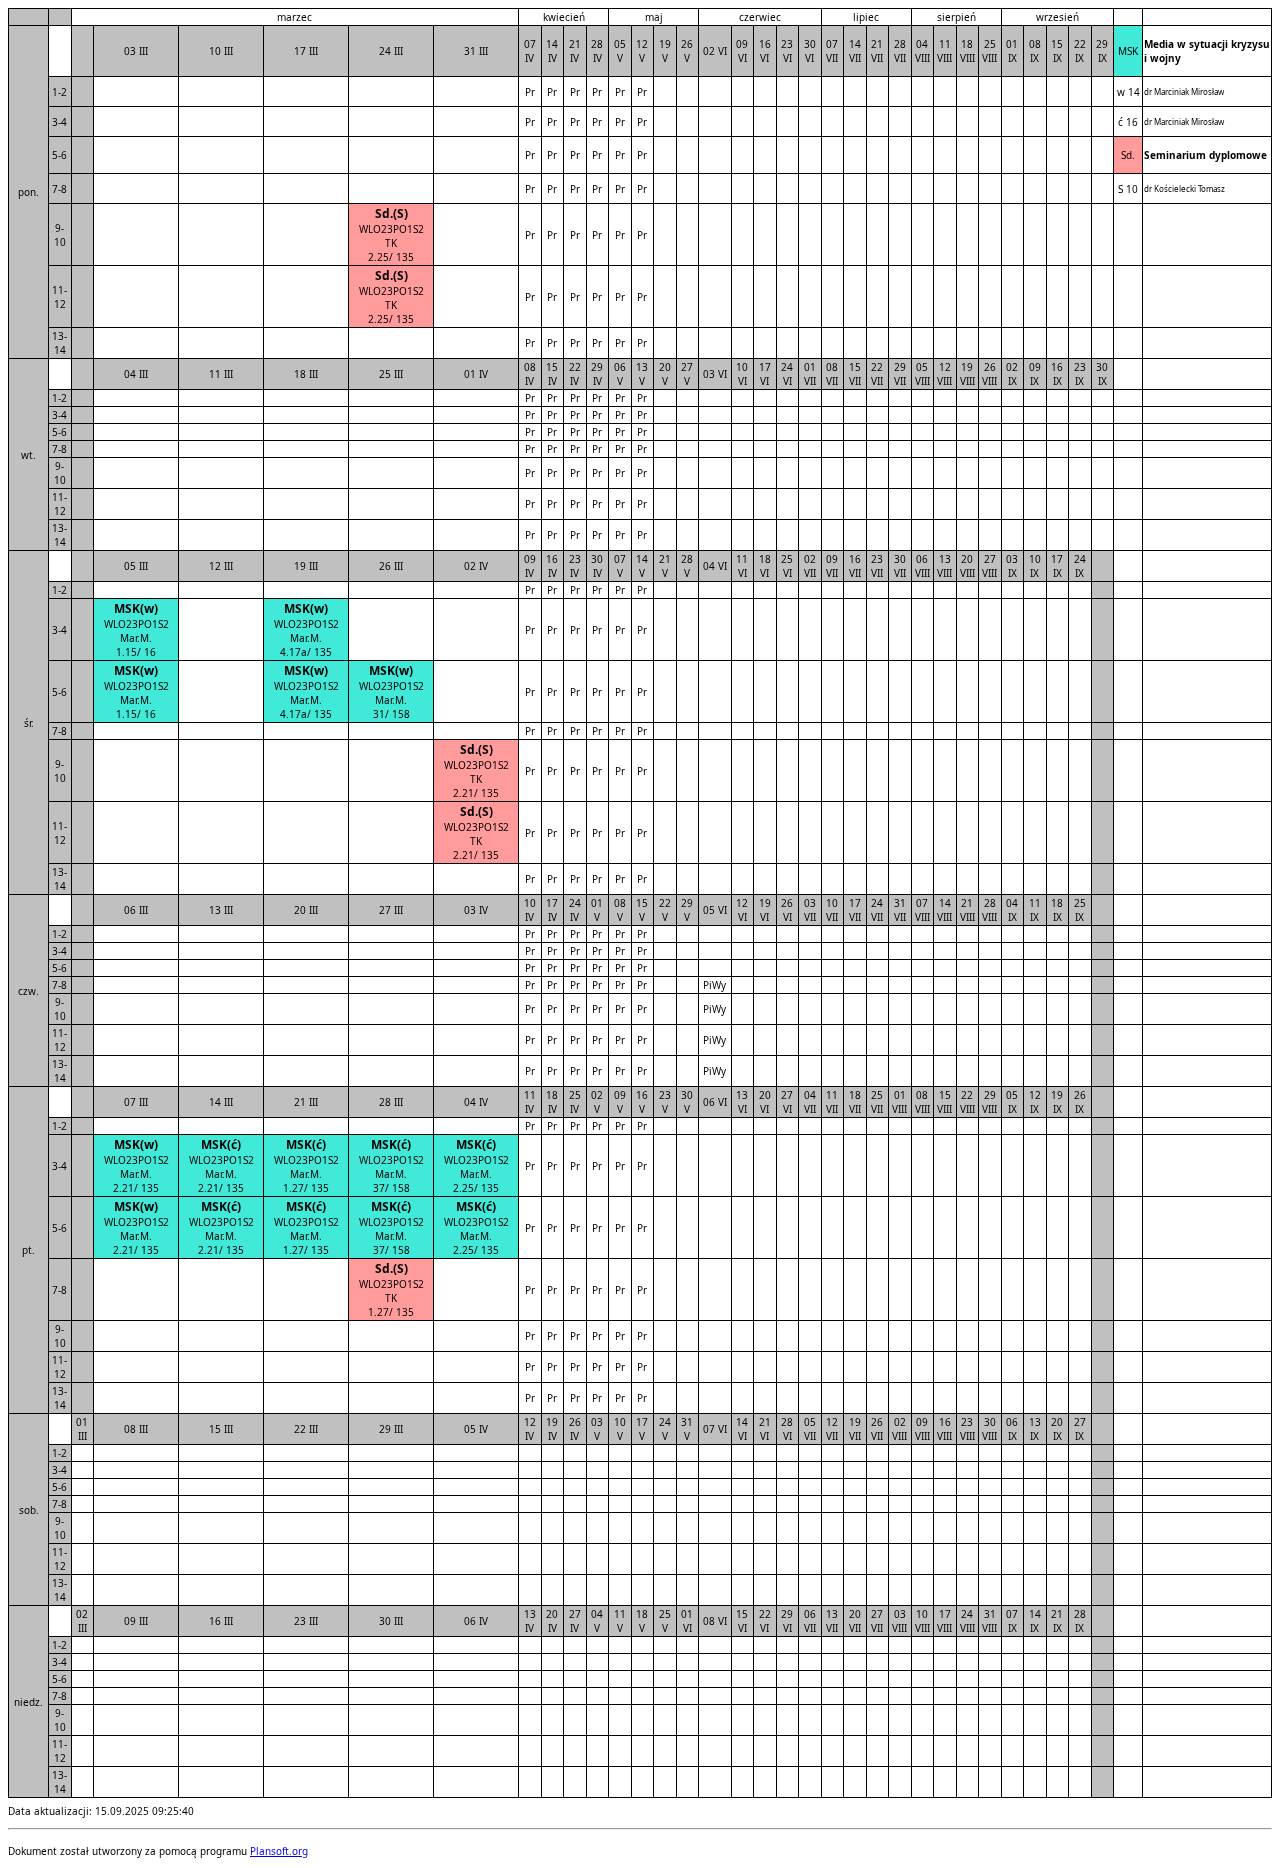 marzec kwiecień maj czerwiec lipiec sierpień wrzesień
pon. 03 III 10 III 17 III 24 III 31 III 07 IV 14 IV 21 IV 28 IV 05 V 12 V 19 V 26 V 02 VI 09 VI 16 VI 23 VI 30 VI 07 VII 14 VII 21 VII 28 VII 04 VIII 11 VIII 18 VIII 25 VIII 01 IX 08 IX 15 IX 22 IX 29 IX MSK Media w sytuacji kryzysu i wojny
1-2 Pr Pr Pr Pr Pr Pr w 14 dr Marciniak Mirosław
3-4 Pr Pr Pr Pr Pr Pr ć 16 dr Marciniak Mirosław
5-6 Pr Pr Pr Pr Pr Pr Sd. Seminarium dyplomowe
7-8 Pr Pr Pr Pr Pr Pr S 10 dr Kościelecki Tomasz
9-10 Sd.(S) WLO23PO1S2 TK 2.25/ 135 Pr Pr Pr Pr Pr Pr
11-12 Sd.(S) WLO23PO1S2 TK 2.25/ 135 Pr Pr Pr Pr Pr Pr
13-14 Pr Pr Pr Pr Pr Pr
wt. 04 III 11 III 18 III 25 III 01 IV 08 IV 15 IV 22 IV 29 IV 06 V 13 V 20 V 27 V 03 VI 10 VI 17 VI 24 VI 01 VII 08 VII 15 VII 22 VII 29 VII 05 VIII 12 VIII 19 VIII 26 VIII 02 IX 09 IX 16 IX 23 IX 30 IX
1-2 Pr Pr Pr Pr Pr Pr
3-4 Pr Pr Pr Pr Pr Pr
5-6 Pr Pr Pr Pr Pr Pr
7-8 Pr Pr Pr Pr Pr Pr
9-10 Pr Pr Pr Pr Pr Pr
11-12 Pr Pr Pr Pr Pr Pr
13-14 Pr Pr Pr Pr Pr Pr
śr. 05 III 12 III 19 III 26 III 02 IV 09 IV 16 IV 23 IV 30 IV 07 V 14 V 21 V 28 V 04 VI 11 VI 18 VI 25 VI 02 VII 09 VII 16 VII 23 VII 30 VII 06 VIII 13 VIII 20 VIII 27 VIII 03 IX 10 IX 17 IX 24 IX
1-2 Pr Pr Pr Pr Pr Pr
3-4 MSK(w) WLO23PO1S2 Mar.M. 1.15/ 16 MSK(w) WLO23PO1S2 Mar.M. 4.17a/ 135 Pr Pr Pr Pr Pr Pr
5-6 MSK(w) WLO23PO1S2 Mar.M. 1.15/ 16 MSK(w) WLO23PO1S2 Mar.M. 4.17a/ 135 MSK(w) WLO23PO1S2 Mar.M. 31/ 158 Pr Pr Pr Pr Pr Pr
7-8 Pr Pr Pr Pr Pr Pr
9-10 Sd.(S) WLO23PO1S2 TK 2.21/ 135 Pr Pr Pr Pr Pr Pr
11-12 Sd.(S) WLO23PO1S2 TK 2.21/ 135 Pr Pr Pr Pr Pr Pr
13-14 Pr Pr Pr Pr Pr Pr
czw. 06 III 13 III 20 III 27 III 03 IV 10 IV 17 IV 24 IV 01 V 08 V 15 V 22 V 29 V 05 VI 12 VI 19 VI 26 VI 03 VII 10 VII 17 VII 24 VII 31 VII 07 VIII 14 VIII 21 VIII 28 VIII 04 IX 11 IX 18 IX 25 IX
1-2 Pr Pr Pr Pr Pr Pr
3-4 Pr Pr Pr Pr Pr Pr
5-6 Pr Pr Pr Pr Pr Pr
7-8 Pr Pr Pr Pr Pr Pr PiWy
9-10 Pr Pr Pr Pr Pr Pr PiWy
11-12 Pr Pr Pr Pr Pr Pr PiWy
13-14 Pr Pr Pr Pr Pr Pr PiWy
pt. 07 III 14 III 21 III 28 III 04 IV 11 IV 18 IV 25 IV 02 V 09 V 16 V 23 V 30 V 06 VI 13 VI 20 VI 27 VI 04 VII 11 VII 18 VII 25 VII 01 VIII 08 VIII 15 VIII 22 VIII 29 VIII 05 IX 12 IX 19 IX 26 IX
1-2 Pr Pr Pr Pr Pr Pr
3-4 MSK(w) WLO23PO1S2 Mar.M. 2.21/ 135 MSK(ć) WLO23PO1S2 Mar.M. 2.21/ 135 MSK(ć) WLO23PO1S2 Mar.M. 1.27/ 135 MSK(ć) WLO23PO1S2 Mar.M. 37/ 158 MSK(ć) WLO23PO1S2 Mar.M. 2.25/ 135 Pr Pr Pr Pr Pr Pr
5-6 MSK(w) WLO23PO1S2 Mar.M. 2.21/ 135 MSK(ć) WLO23PO1S2 Mar.M. 2.21/ 135 MSK(ć) WLO23PO1S2 Mar.M. 1.27/ 135 MSK(ć) WLO23PO1S2 Mar.M. 37/ 158 MSK(ć) WLO23PO1S2 Mar.M. 2.25/ 135 Pr Pr Pr Pr Pr Pr
7-8 Sd.(S) WLO23PO1S2 TK 1.27/ 135 Pr Pr Pr Pr Pr Pr
9-10 Pr Pr Pr Pr Pr Pr
11-12 Pr Pr Pr Pr Pr Pr
13-14 Pr Pr Pr Pr Pr Pr
sob. 01 III 08 III 15 III 22 III 29 III 05 IV 12 IV 19 IV 26 IV 03 V 10 V 17 V 24 V 31 V 07 VI 14 VI 21 VI 28 VI 05 VII 12 VII 19 VII 26 VII 02 VIII 09 VIII 16 VIII 23 VIII 30 VIII 06 IX 13 IX 20 IX 27 IX
1-2
3-4
5-6
7-8
9-10
11-12
13-14
niedz. 02 III 09 III 16 III 23 III 30 III 06 IV 13 IV 20 IV 27 IV 04 V 11 V 18 V 25 V 01 VI 08 VI 15 VI 22 VI 29 VI 06 VII 13 VII 20 VII 27 VII 03 VIII 10 VIII 17 VIII 24 VIII 31 VIII 07 IX 14 IX 21 IX 28 IX
1-2
3-4
5-6
7-8
9-10
11-12
13-14
Data aktualizacji: 15.09.2025 09:25:40
Dokument został utworzony za pomocą programu Plansoft.org